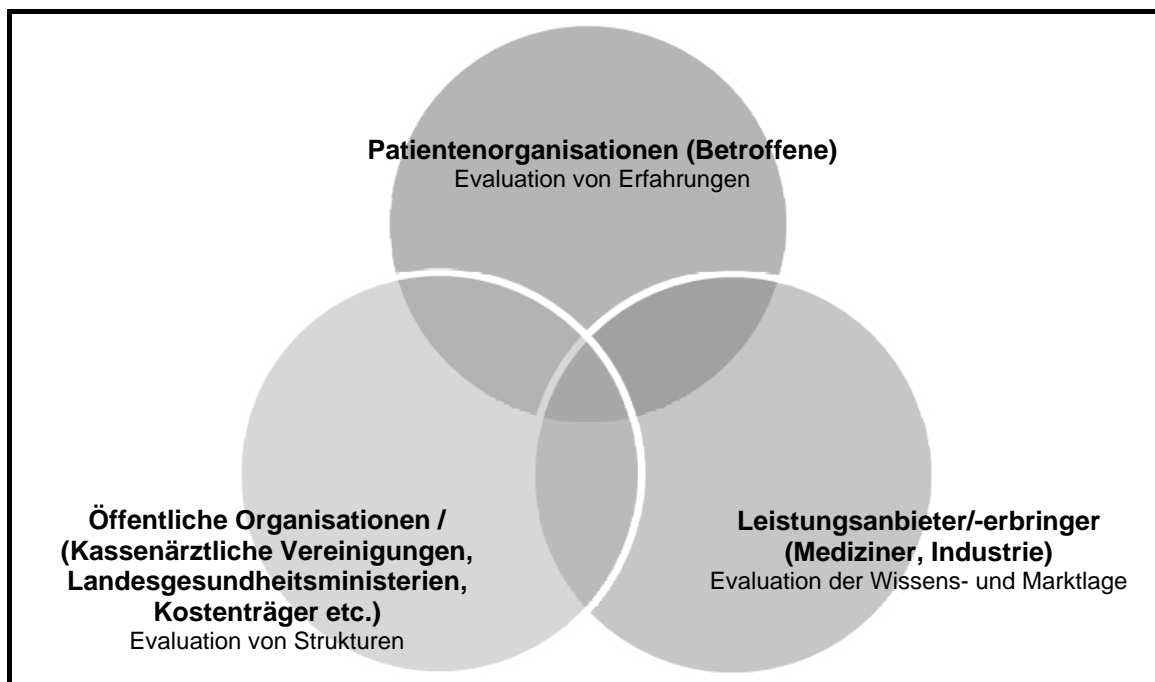 Patientenorganisationen (Betroffene)
Evaluation von Erfahrungen
Öffentliche Organisationen /
(Kassenärztliche Vereinigungen,
Landesgesundheitsministerien,
Kostenträger etc.)
Evaluation von Strukturen
Leistungsanbieter/-erbringer
(Mediziner, Industrie)
Evaluation der Wissens- und Marktlage